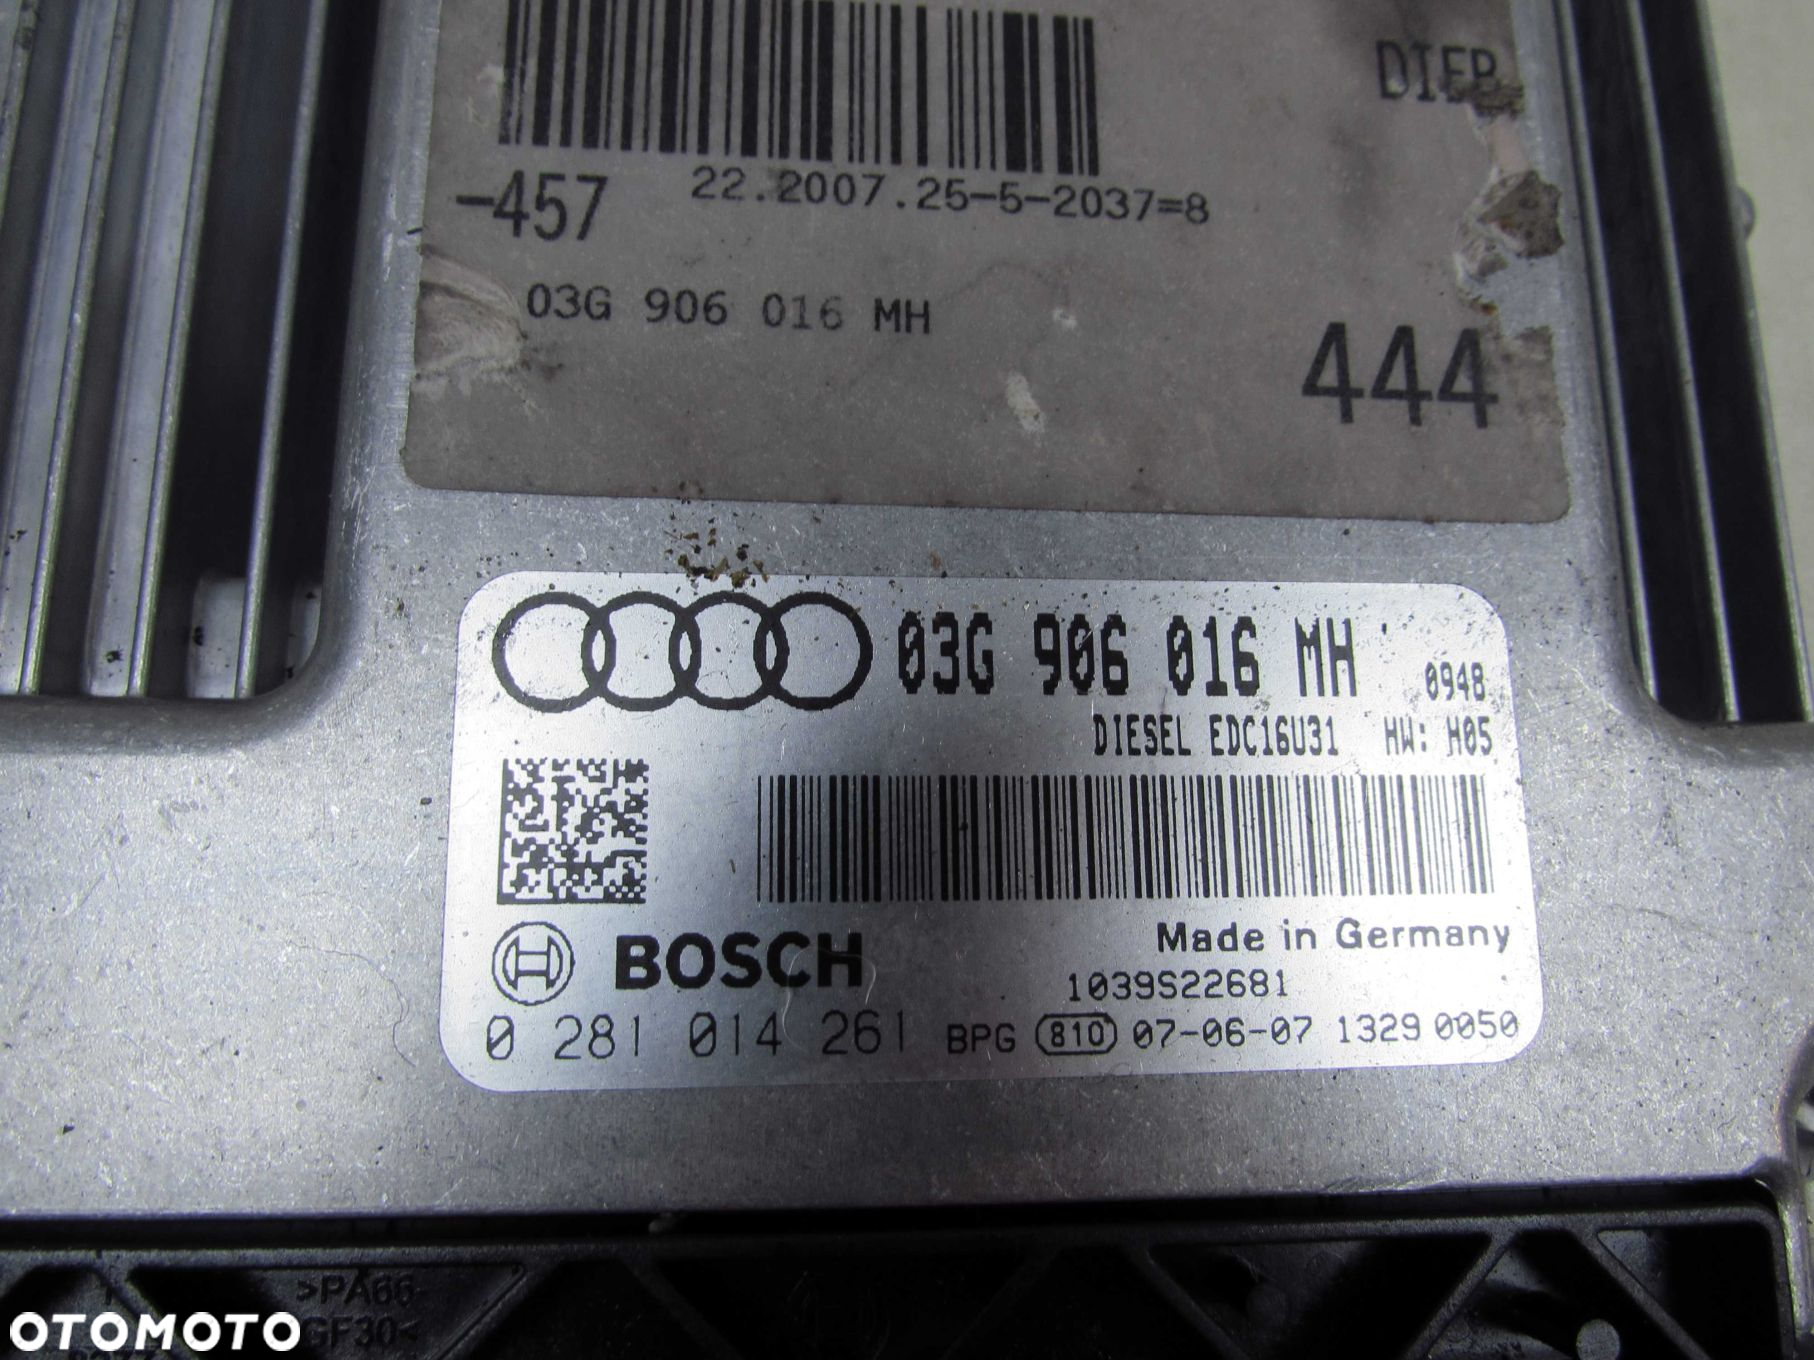 DIE
-457
22.2007.25-5-2037=8
03G 906 016 MH
444
03G 906 016 MH 0948
DIESEL EDC16U31 HW: H05
BOSCH
Made in Germany
1039S22681
0 281 014 261 BPG 810 07-06-07 1329 0050
>PA66-
GF30<
OTOMOTO